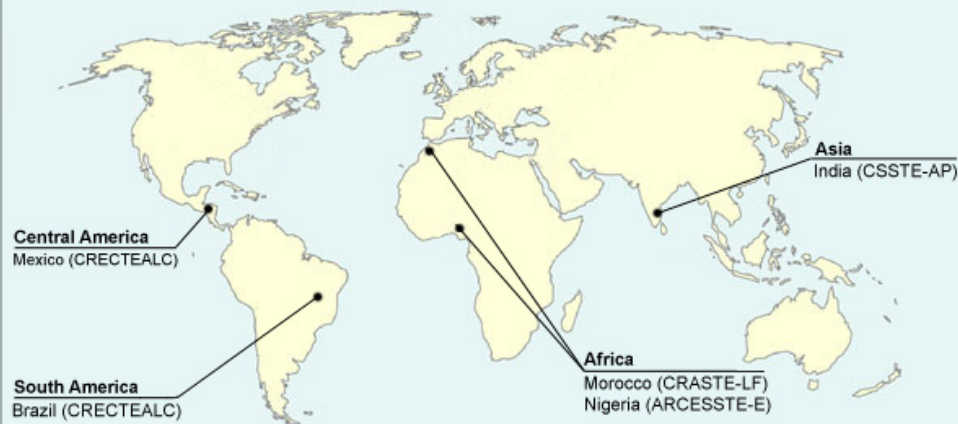 Asia
India (CSSTE-AP)
Central America
Mexico (CRECTEALC)
Africa
Morocco (CRASTE-LF)
Nigeria (ARCESSTE-E)
South America
Brazil (CRECTEALC)